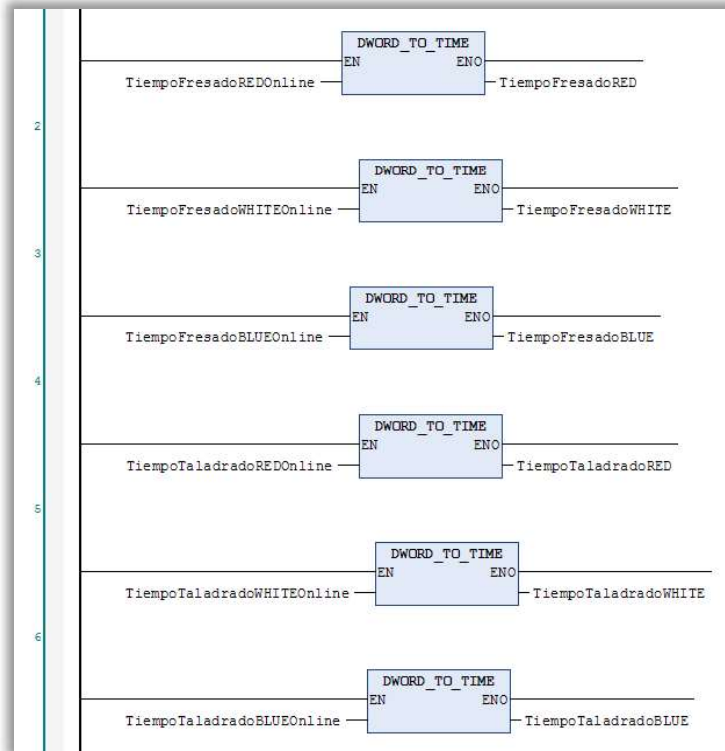 DWORD_TO_TIME
EN ENO
TiempoFresadoREDOnline TiempoFresadoRED
2
DWORD_TO_TIME
EN ENO
TiempoFresadoWHITEOnline TiempoFresadoWHITE
3
DWORD_TO_TIME
EN ENO
TiempoFresadoBLUEOnline TiempoFresadoBLUE
4
DWORD_TO_TIME
EN ENO
TiempoTaladradoREDOnline TiempoTaladradoRED
5
DWORD_TO_TIME
EN ENO
TiempoTaladradoWHITEOnline TiempoTaladradoWHITE
6
DWORD_TO_TIME
EN ENO
TiempoTaladradoBLUEOnline TiempoTaladradoBLUE